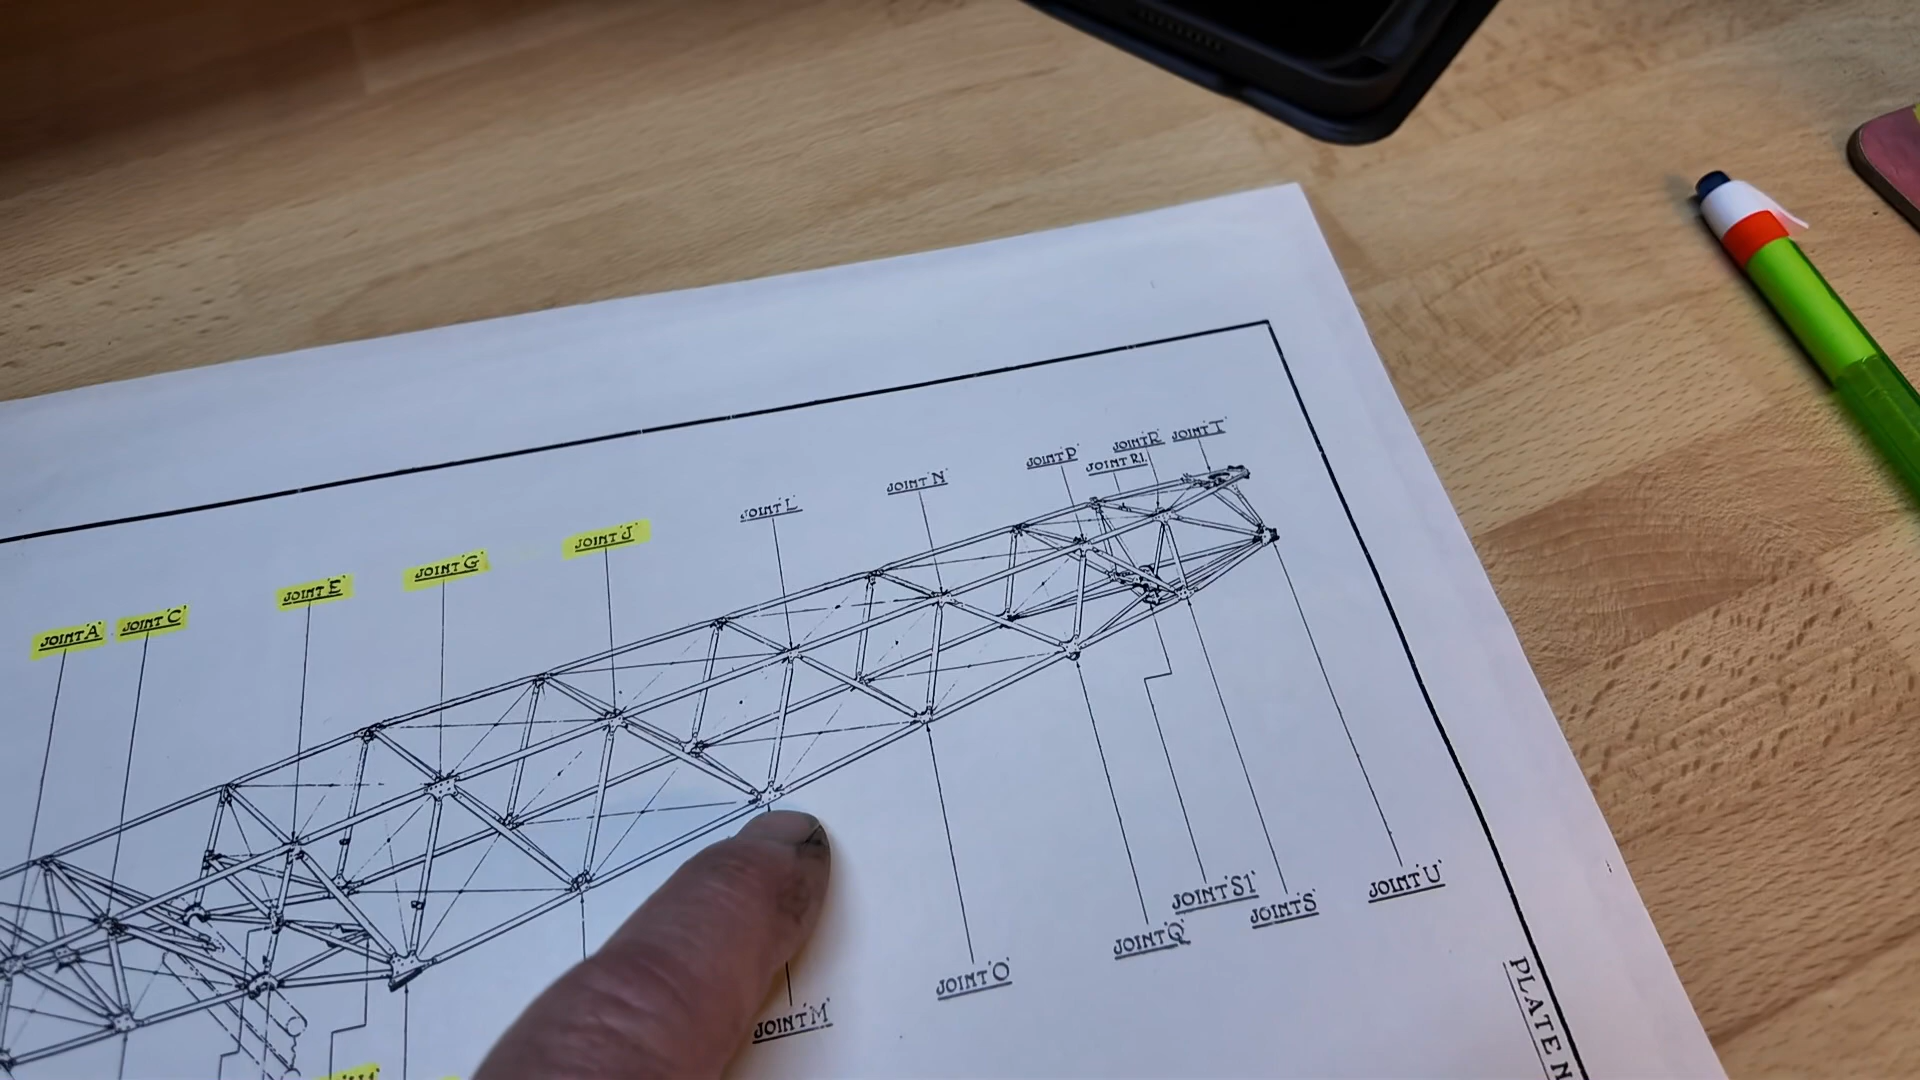 JOINT 'A'
JOINT 'C'
JOINT 'E'
JOINT 'G'
JOINT 'J'
JOINT 'L'
JOINT 'N'
JOINT 'P'
JOINT R1.
JOINT 'R'
JOINT 'T'
JOINT 'M'
JOINT 'O'
JOINT 'Q'
JOINT 'S1'
JOINT 'S'
JOINT 'U'
PLATE N